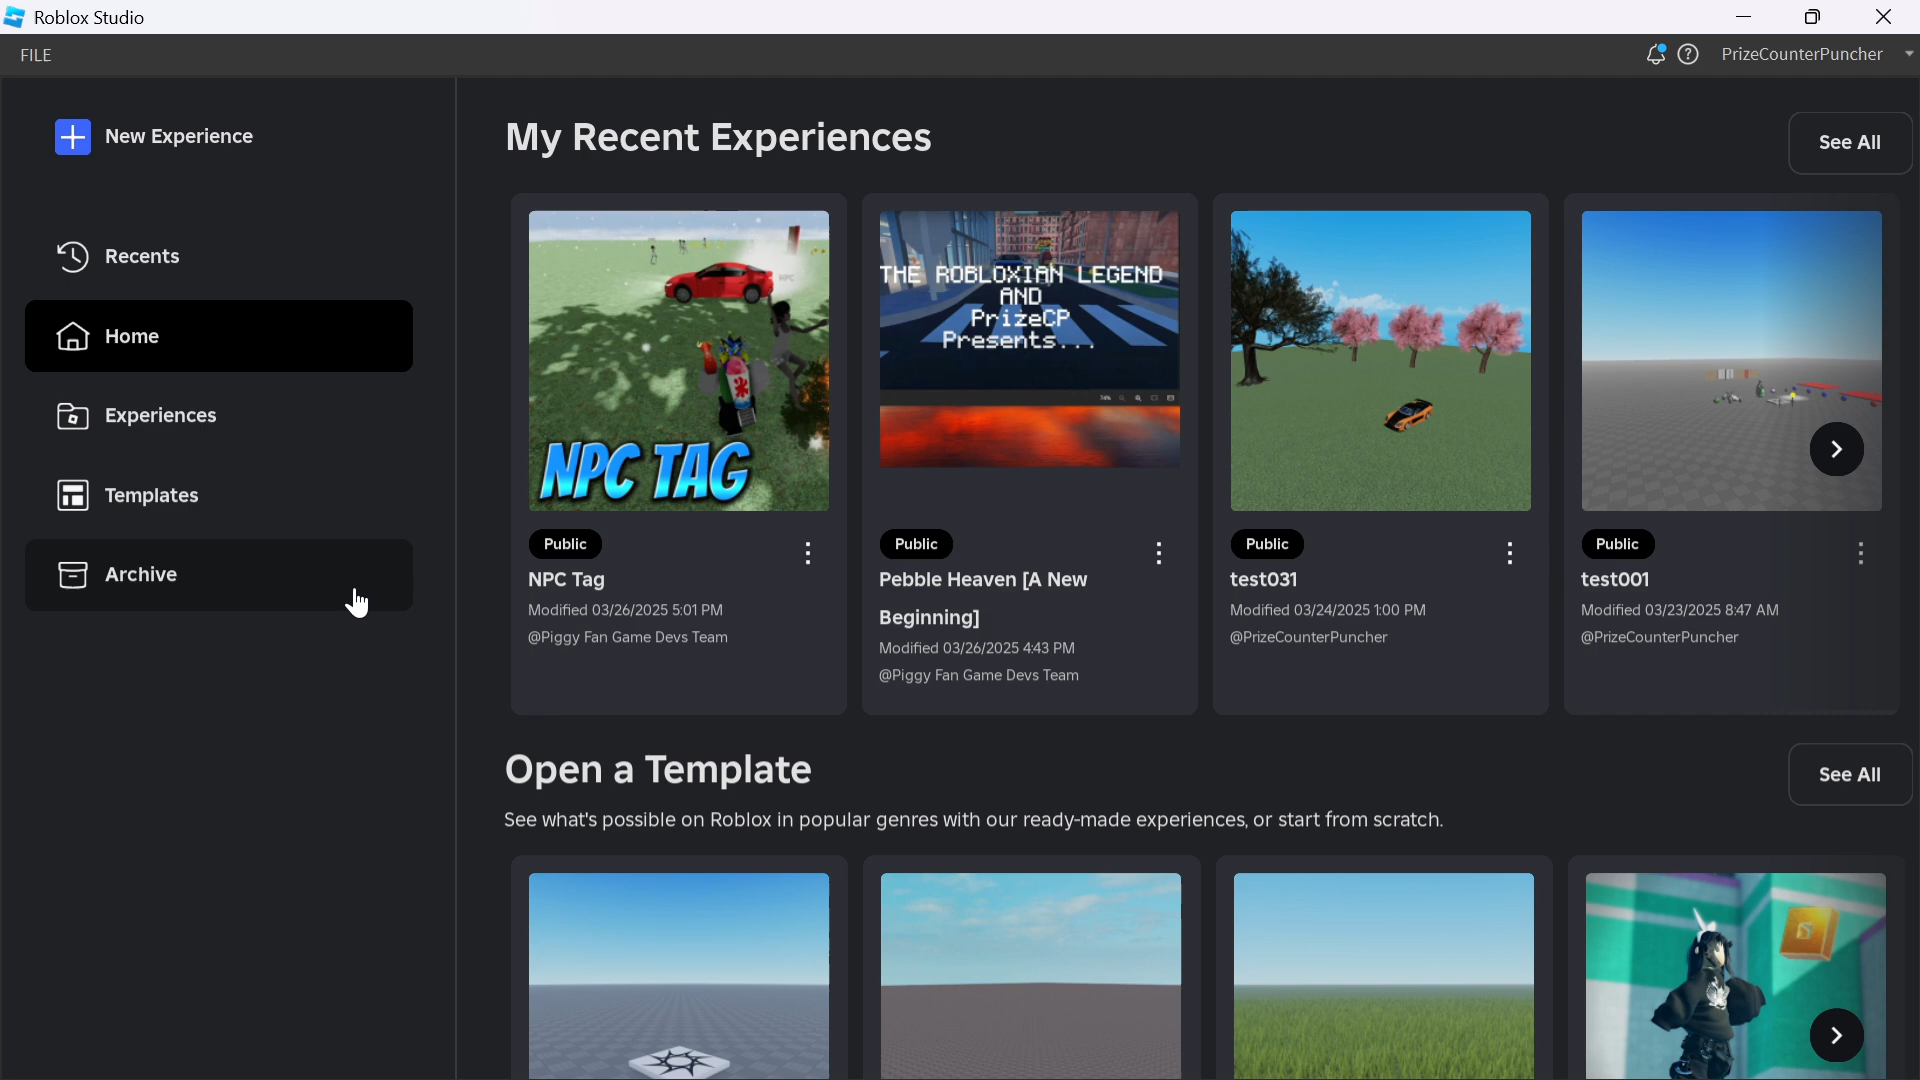 Roblox Studio
FILE
PrizeCounterPuncher
New Experience
Recents
Home
Experiences
Templates
Archive
My Recent Experiences
See All
THE ROBLOXIAN LEGEND
AND
PrizeCP
Presents...
NPC TAG
Public
NPC Tag
Modified 03/26/2025 5:01 PM
@Piggy Fan Game Devs Team
Public
Pebble Heaven [A New
Beginning]
Modified 03/26/2025 4:43 PM
@Piggy Fan Game Devs Team
Public
test031
Modified 03/24/2025 1:00 PM
@PrizeCounterPuncher
Public
test001
Modified 03/23/2025 8:47 AM
@PrizeCounterPuncher
Open a Template
See All
See what's possible on Roblox in popular genres with our ready-made experiences, or start from scratch.